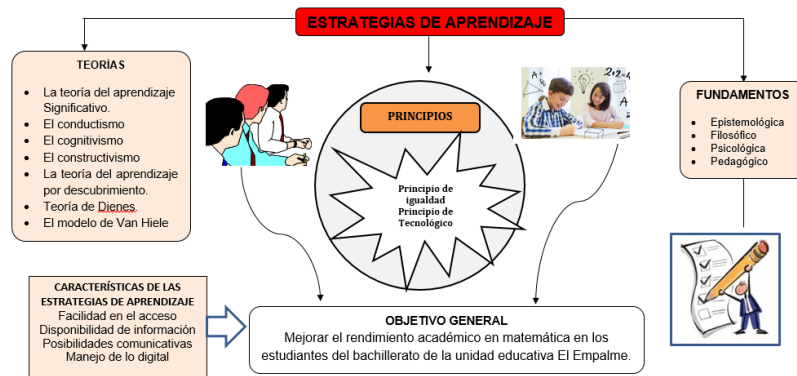 ESTRATEGIAS DE APRENDIZAJE
TEORÍAS
La teoría del aprendizaje
Significativo.
El conductismo
El cognitivismo
El constructivismo
La teoría del aprendizaje
por descubrimiento.
Teoría de Dienes.
El modelo de Van Hiele
PRINCIPIOS
Principio de
igualdad
Principio de
Tecnológico
2+2=4
A
FUNDAMENTOS
Epistemológica
Filosófico
Psicológica
Pedagógico
CARACTERÍSTICAS DE LAS
ESTRATEGIAS DE APRENDIZAJE
Facilidad en el acceso
Disponibilidad de información
Posibilidades comunicativas
Manejo de lo digital
OBJETIVO GENERAL
Mejorar el rendimiento académico en matemática en los
estudiantes del bachillerato de la unidad educativa El Empalme.